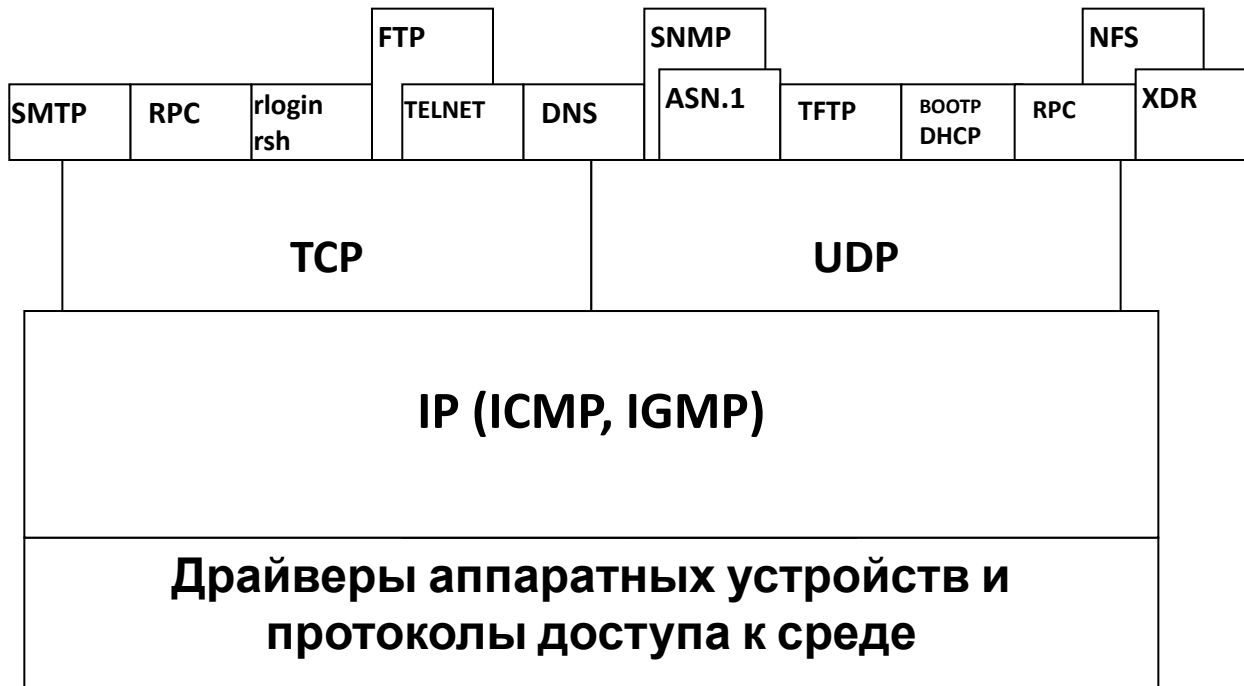 FTP
SNMP
NFS
SMTP
RPC
rlogin
rsh
TELNET
DNS
ASN.1
TFTP
BOOTP
DHCP
RPC
XDR
TCP
UDP
IP (ICMP, IGMP)
Драйверы аппаратных устройств и
протоколы доступа к среде